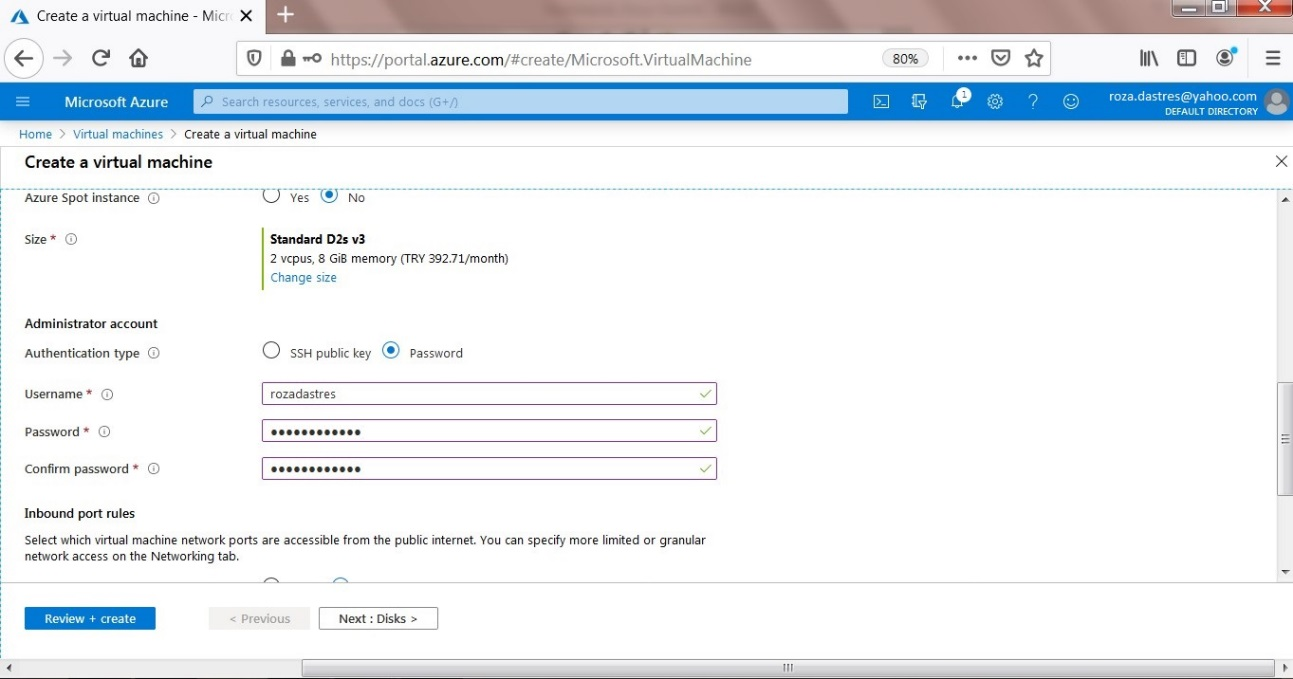 Create a virtual machine - Micr
https://portal.azure.com/#create/Microsoft.VirtualMachine 80%
Microsoft Azure Search resources, services, and docs (G+/) 1 roza.dastres@yahoo.com
DEFAULT DIRECTORY
Home > Virtual machines > Create a virtual machine
Create a virtual machine
Azure Spot instance Yes No
Size * Standard D2s v3
2 vcpus, 8 GiB memory (TRY 392.71/month)
Change size
Administrator account
Authentication type SSH public key Password
Username * rozadastres
Password * ●●●●●●●●●●●●
Confirm password * ●●●●●●●●●●●●
Inbound port rules
Select which virtual machine network ports are accessible from the public internet. You can specify more limited or granular
network access on the Networking tab.
Review + create < Previous Next : Disks >